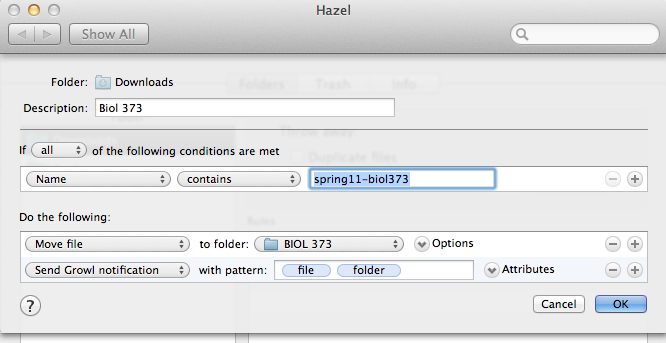 Hazel
Show All
Folder: Downloads
Folders Trash Info
Description: Biol 373
Throw away:
If all of the following conditions are met
Duplicate files
Name contains spring11-biol373
Do the following:
Rules
Move file to folder: BIOL 373 Options
Send Growl notification with pattern: file folder Attributes
? Cancel OK